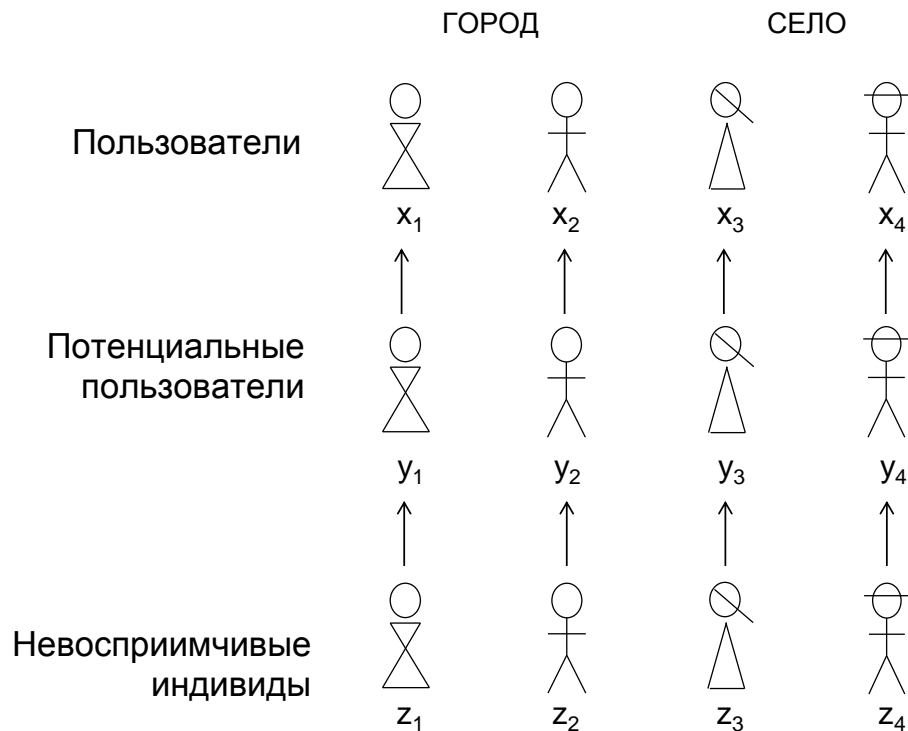 ГОРОД СЕЛО
Пользователи
x1 x2 x3 x4
Потенциальные
пользователи
y1 y2 y3 y4
Невосприимчивые
индивиды
z1 z2 z3 z4